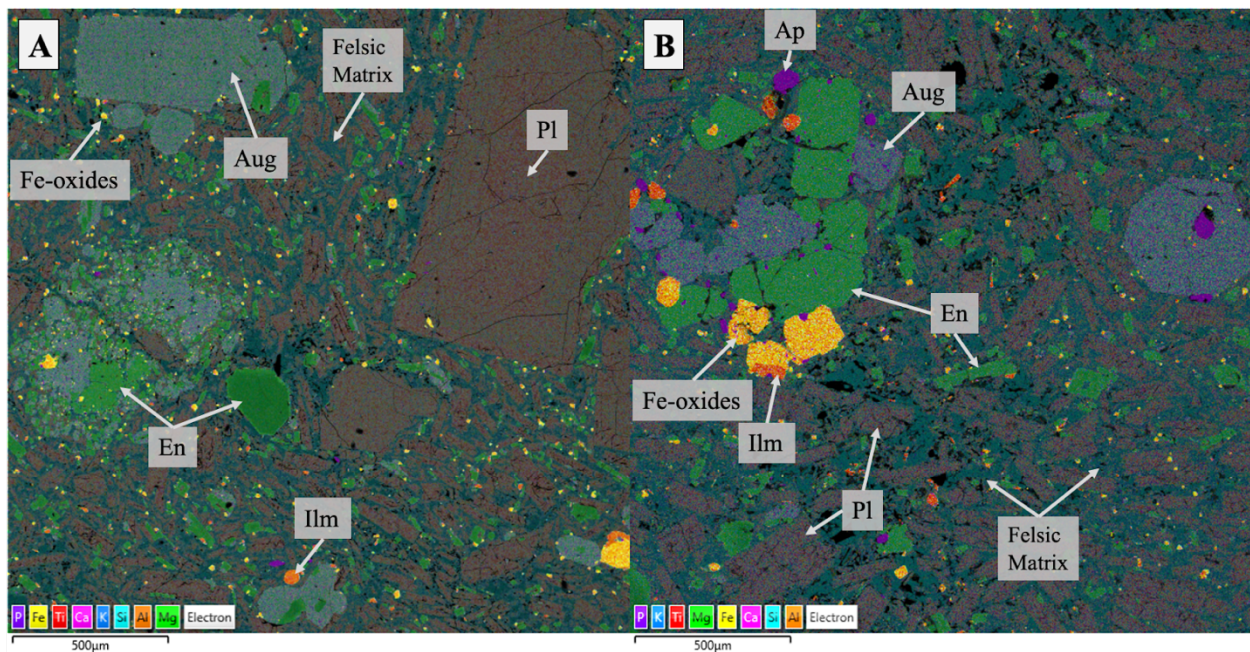 A
Felsic
Matrix
Pl
Aug
Fe-oxides
En
Ilm
P Fe Ti Ca K Si Al Mg Electron
500µm
B
Ap
Aug
En
Fe-oxides
Ilm
Pl
Felsic
Matrix
P K Ti Mg Fe Ca Si Al Electron
500µm